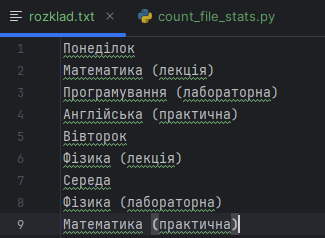 rozklad.txt × count_file_stats.py
1 Понеділок
2 Математика (лекція)
3 Програмування (лабораторна)
4 Англійська (практична)
5 Вівторок
6 Фізика (лекція)
7 Середа
8 Фізика (лабораторна)
9 Математика (практична)